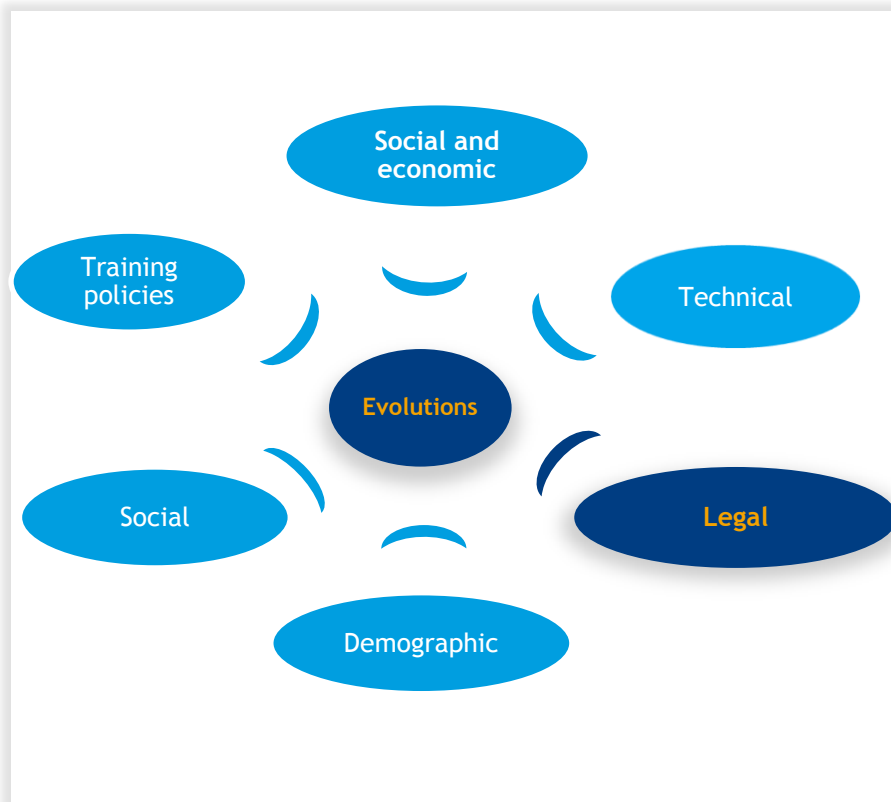 Social and
economic
Training
policies
Technical
Evolutions
Social
Legal
Demographic